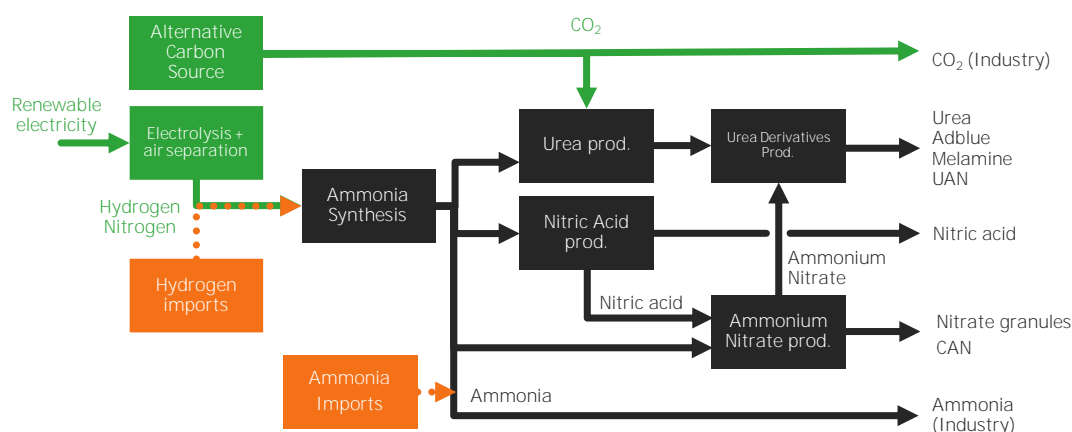 Alternative
Carbon
Source
CO₂
CO₂ (Industry)
Renewable
electricity
Electrolysis +
air separation
Urea prod.
Urea Derivatives
Prod.
Urea
Adblue
Melamine
UAN
Hydrogen
Nitrogen
Ammonia
Synthesis
Nitric Acid
prod.
Nitric acid
Ammonium
Nitrate
Hydrogen
imports
Nitric acid
Ammonium
Nitrate prod.
Nitrate granules
CAN
Ammonia
Imports
Ammonia
Ammonia
(Industry)